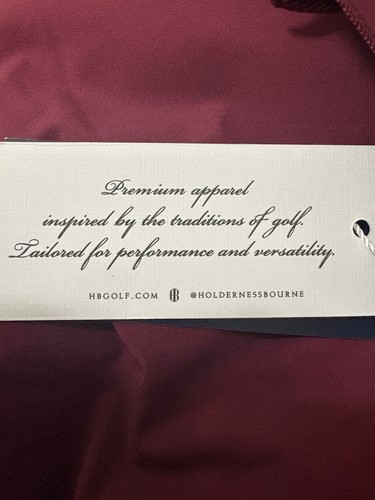 Premium apparel
inspired by the traditions of golf.
Tailored for performance and versatility.
HBGOLF.COM HB @HOLDERNESSBOURNE